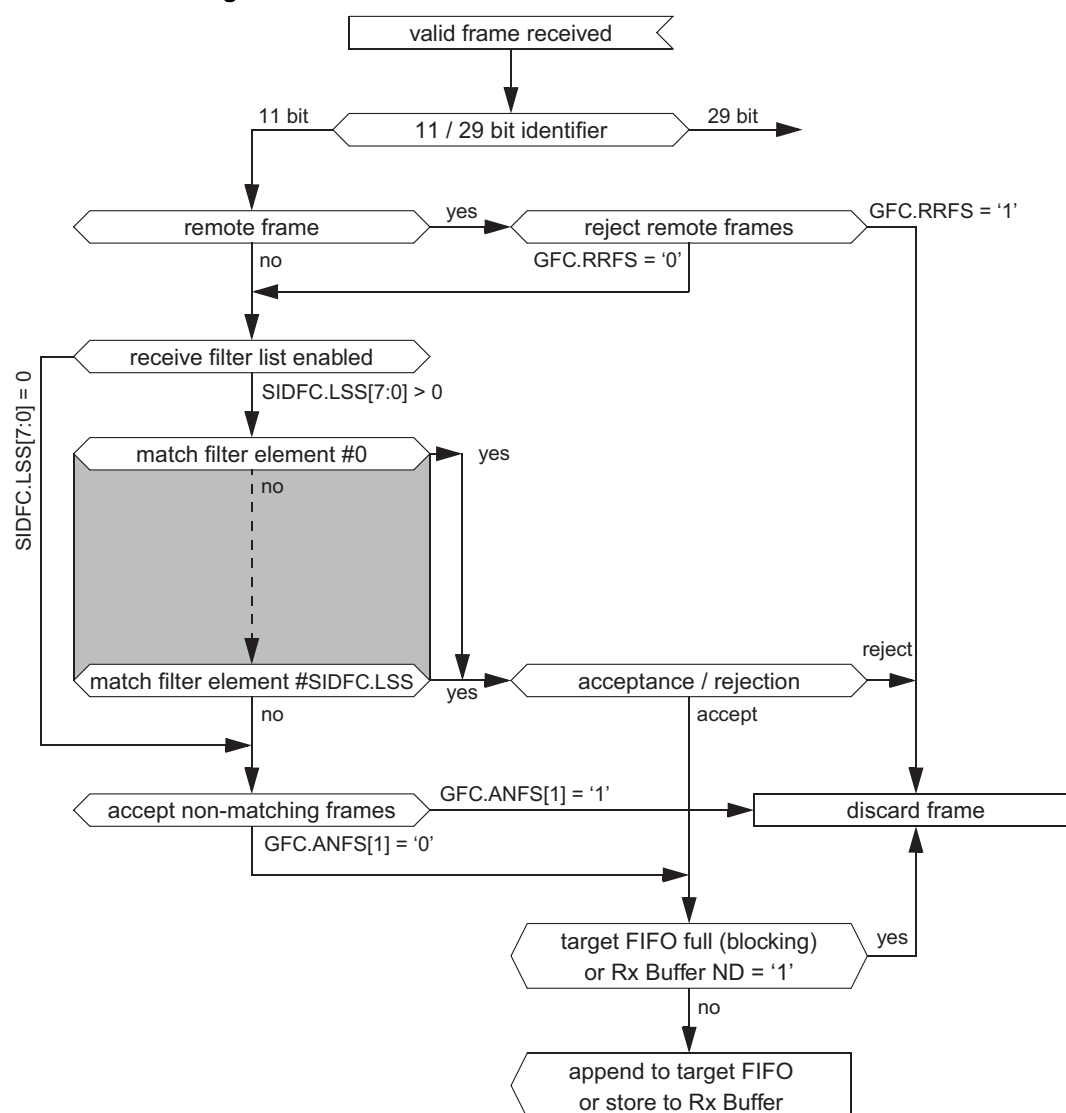 valid frame received
11 bit
11 / 29 bit identifier
29 bit
remote frame
yes
reject remote frames
GFC.RRFS = ‘1’
no
GFC.RRFS = ‘0’
receive filter list enabled
SIDFC.LSS[7:0] = 0
SIDFC.LSS[7:0] > 0
match filter element #0
yes
no
reject
match filter element #SIDFC.LSS
yes
acceptance / rejection
no
accept
accept non-matching frames
GFC.ANFS[1] = ‘1’
discard frame
GFC.ANFS[1] = ‘0’
target FIFO full (blocking)
or Rx Buffer ND = ‘1’
yes
no
append to target FIFO
or store to Rx Buffer